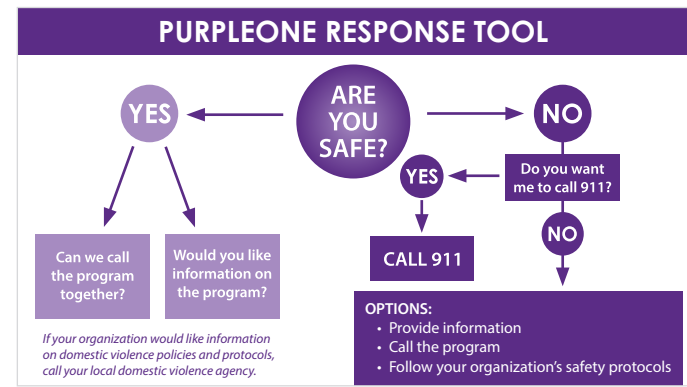 PURPLEONE RESPONSE TOOL
ARE
YOU
SAFE?
YES
Can we call
the program
together?
Would you like
information on
the program?
NO
Do you want
me to call 911?
YES
CALL 911
NO
OPTIONS:
• Provide information
• Call the program
• Follow your organization's safety protocols
If your organization would like information
on domestic violence policies and protocols,
call your local domestic violence agency.